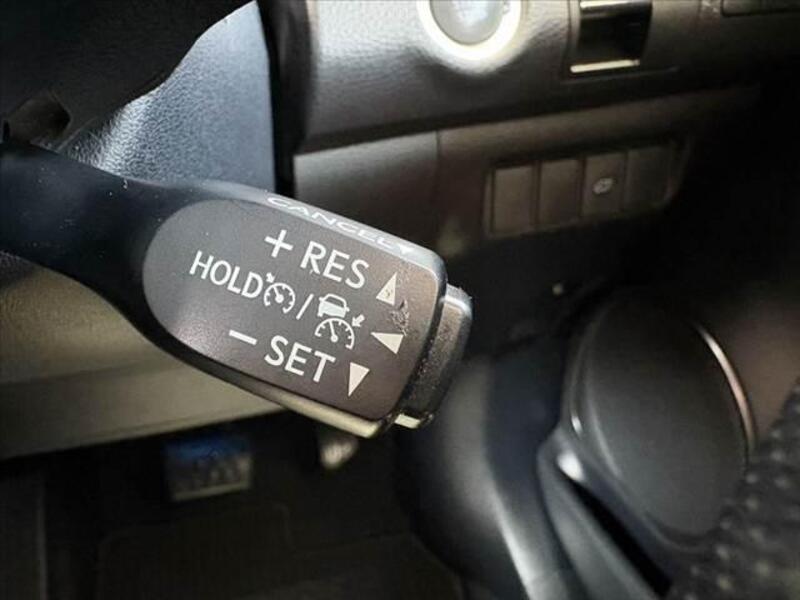 CANCEL
+ RES
HOLD /
- SET